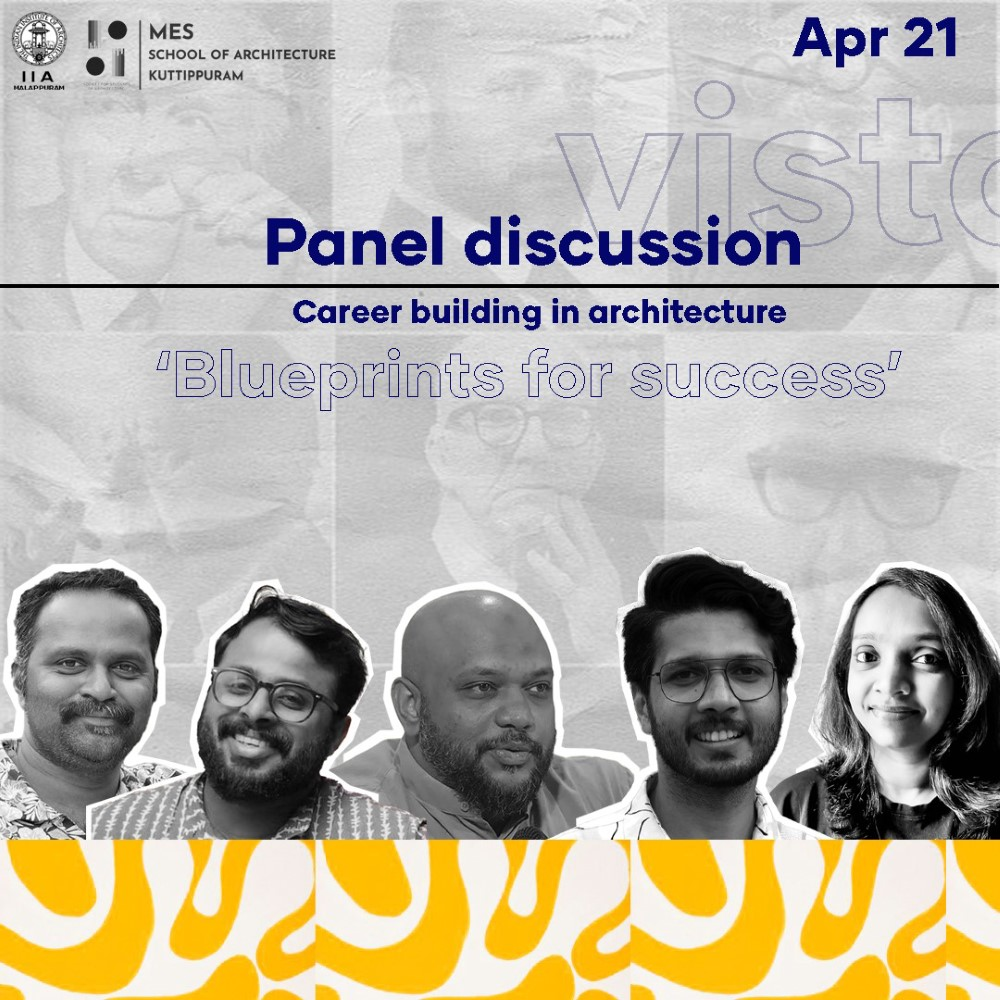 IIA
MALAPPURAM
MES
SCHOOL OF ARCHITECTURE
KUTTIPPURAM
Apr 21
visto
Panel discussion
Career building in architecture
‘Blueprints for success’